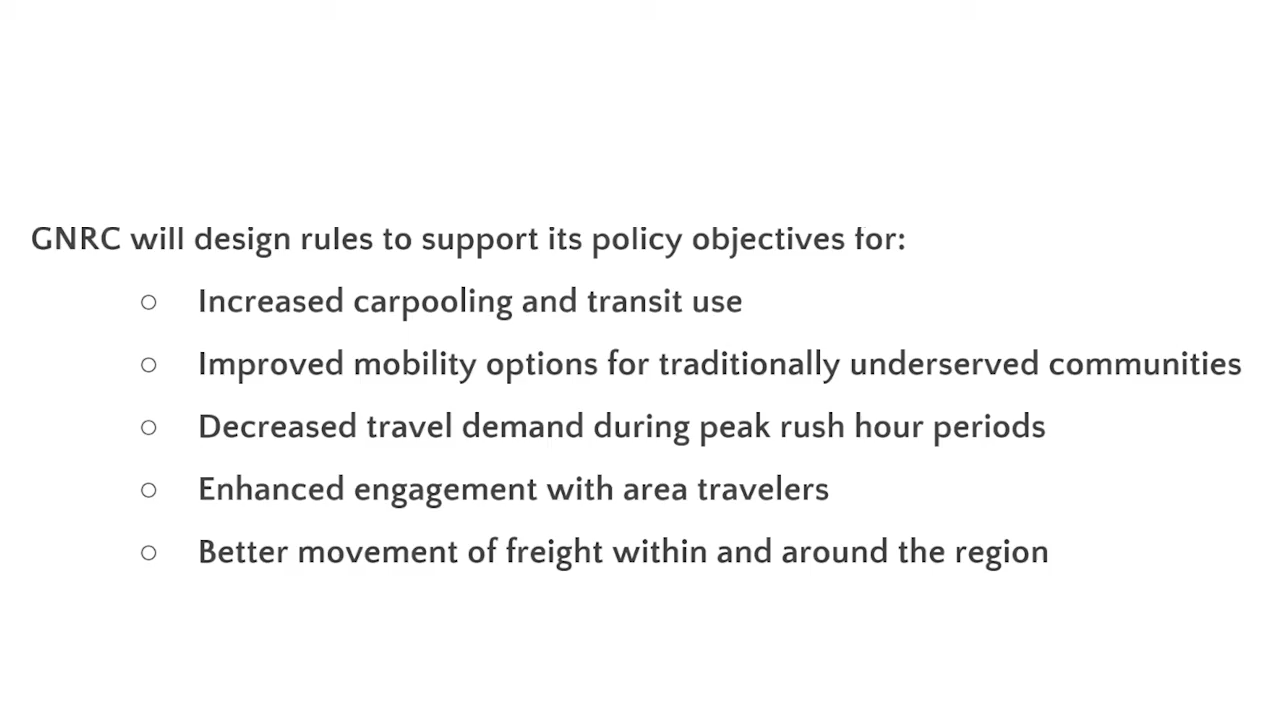 GNRC will design rules to support its policy objectives for:
○ Increased carpooling and transit use
○ Improved mobility options for traditionally underserved communities
○ Decreased travel demand during peak rush hour periods
○ Enhanced engagement with area travelers
○ Better movement of freight within and around the region